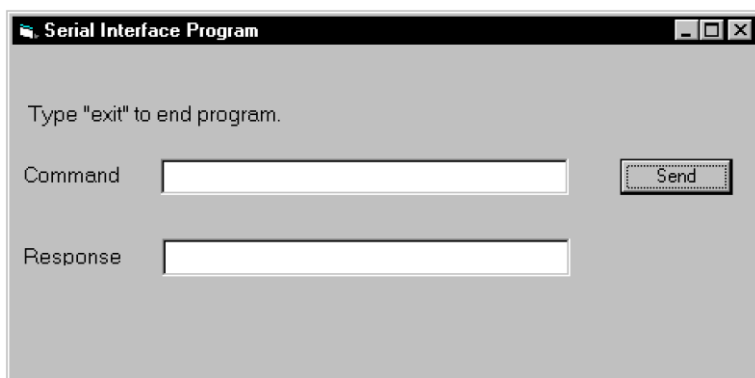 Serial Interface Program
Type "exit" to end program.
Command
Send
Response